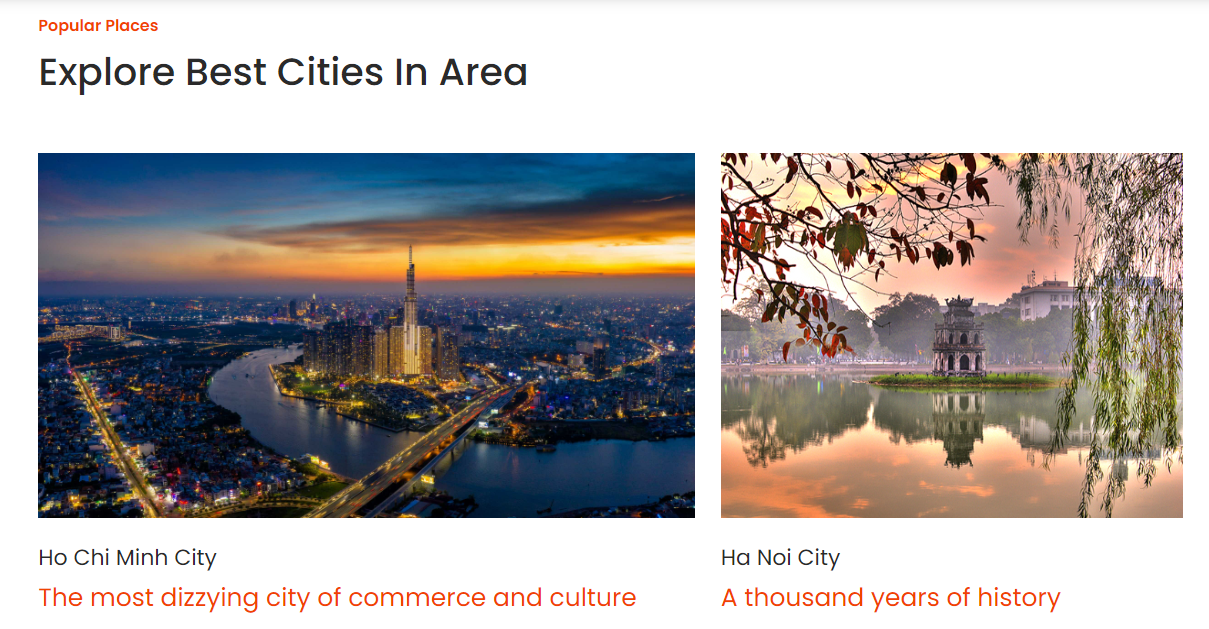 Popular Places
Explore Best Cities In Area
Ho Chi Minh City
The most dizzying city of commerce and culture
Ha Noi City
A thousand years of history